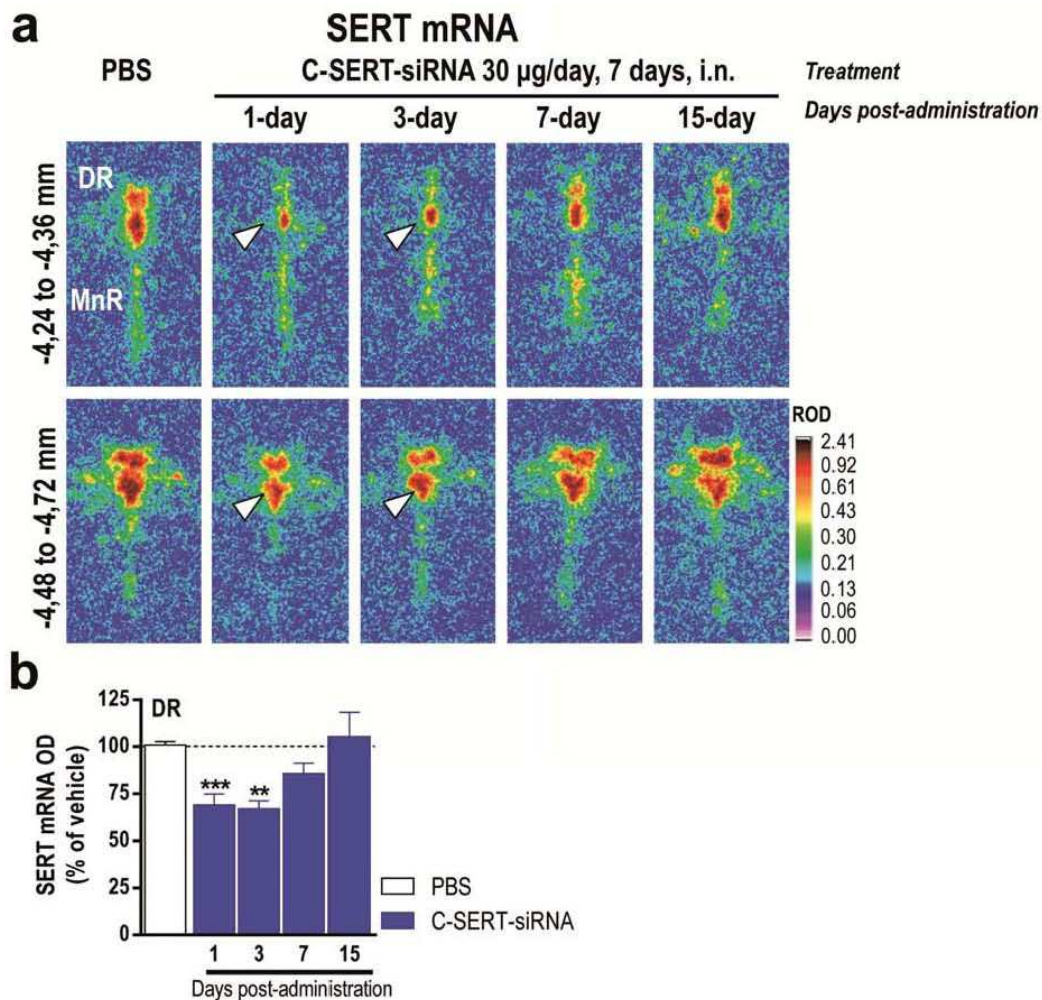 a
SERT mRNA
PBS
C-SERT-siRNA 30 µg/day, 7 days, i.n.
Treatment
1-day 3-day 7-day 15-day
Days post-administration
-4,24 to -4,36 mm
DR
MnR
-4,48 to -4,72 mm
ROD
2.41
0.92
0.61
0.43
0.30
0.21
0.13
0.06
0.00
b
SERT mRNA OD
(% of vehicle)
125
100
75
50
25
0
DR
*** **
1 3 7 15
Days post-administration
PBS
C-SERT-siRNA